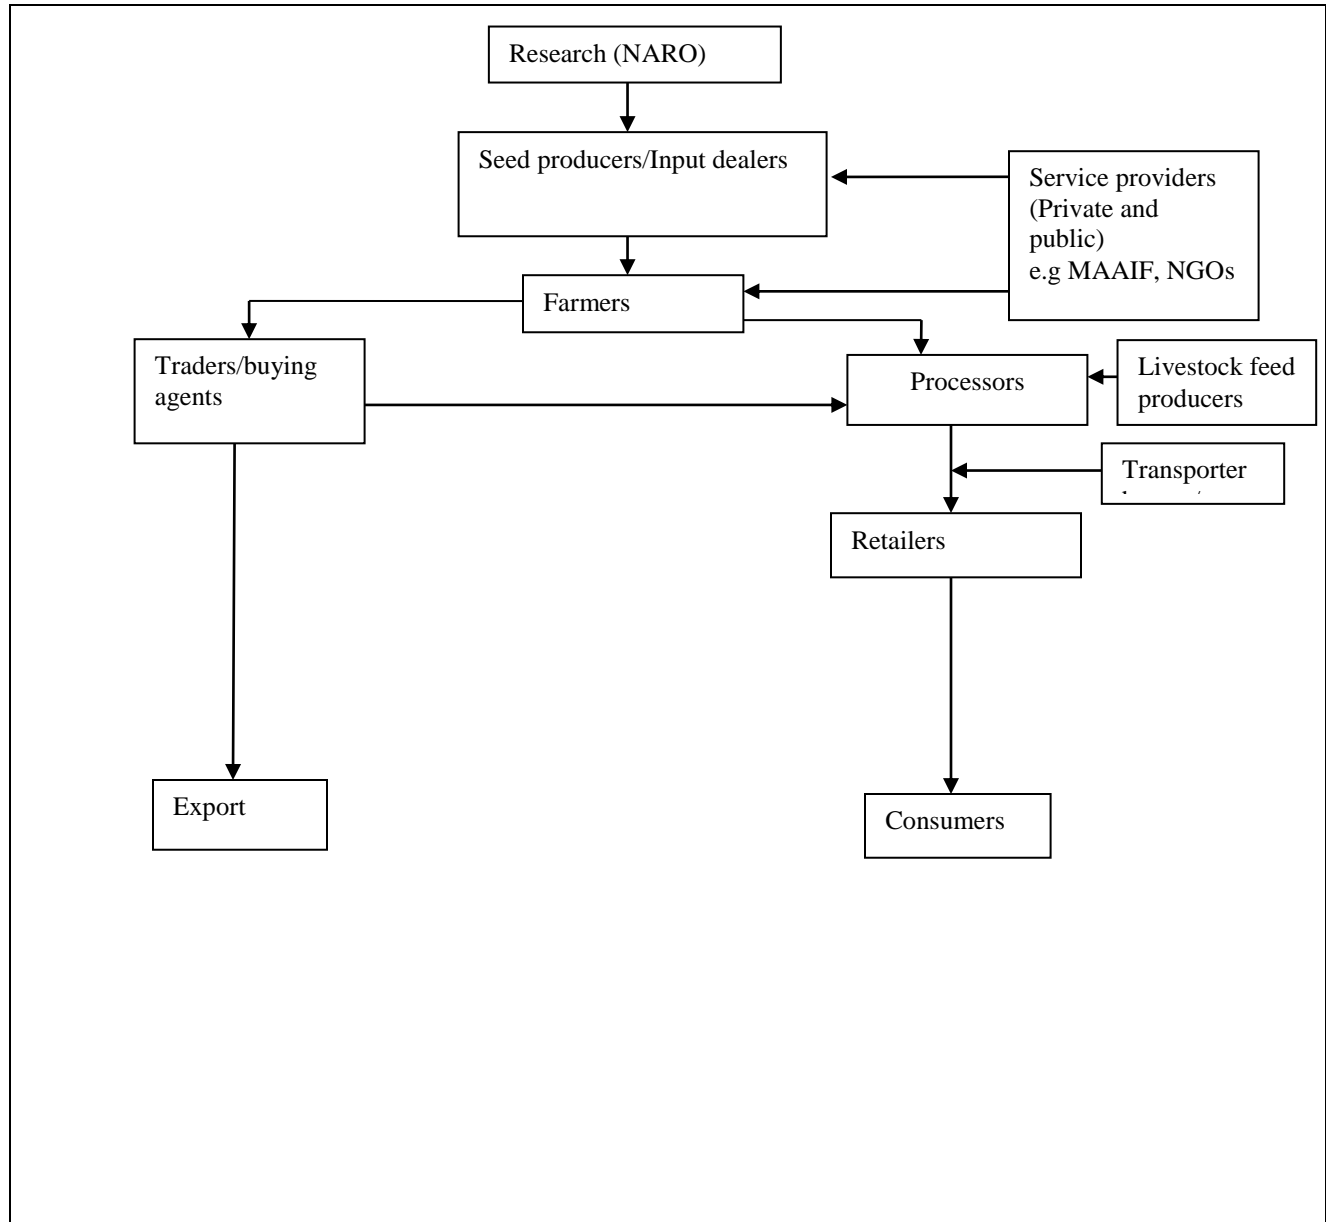 Research (NARO)
Seed producers/Input dealers
Service providers
(Private and
public)
e.g MAAIF, NGOs
Farmers
Traders/buying
agents
Processors
Livestock feed
producers
Transporter
Retailers
Export
Consumers